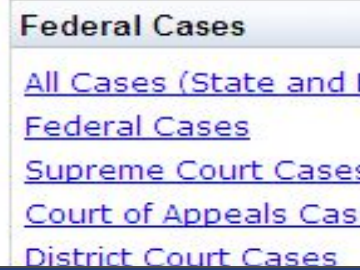 Federal Cases
All Cases (State and
Federal Cases
Supreme Court Cases
Court of Appeals Cas
District Court Cases